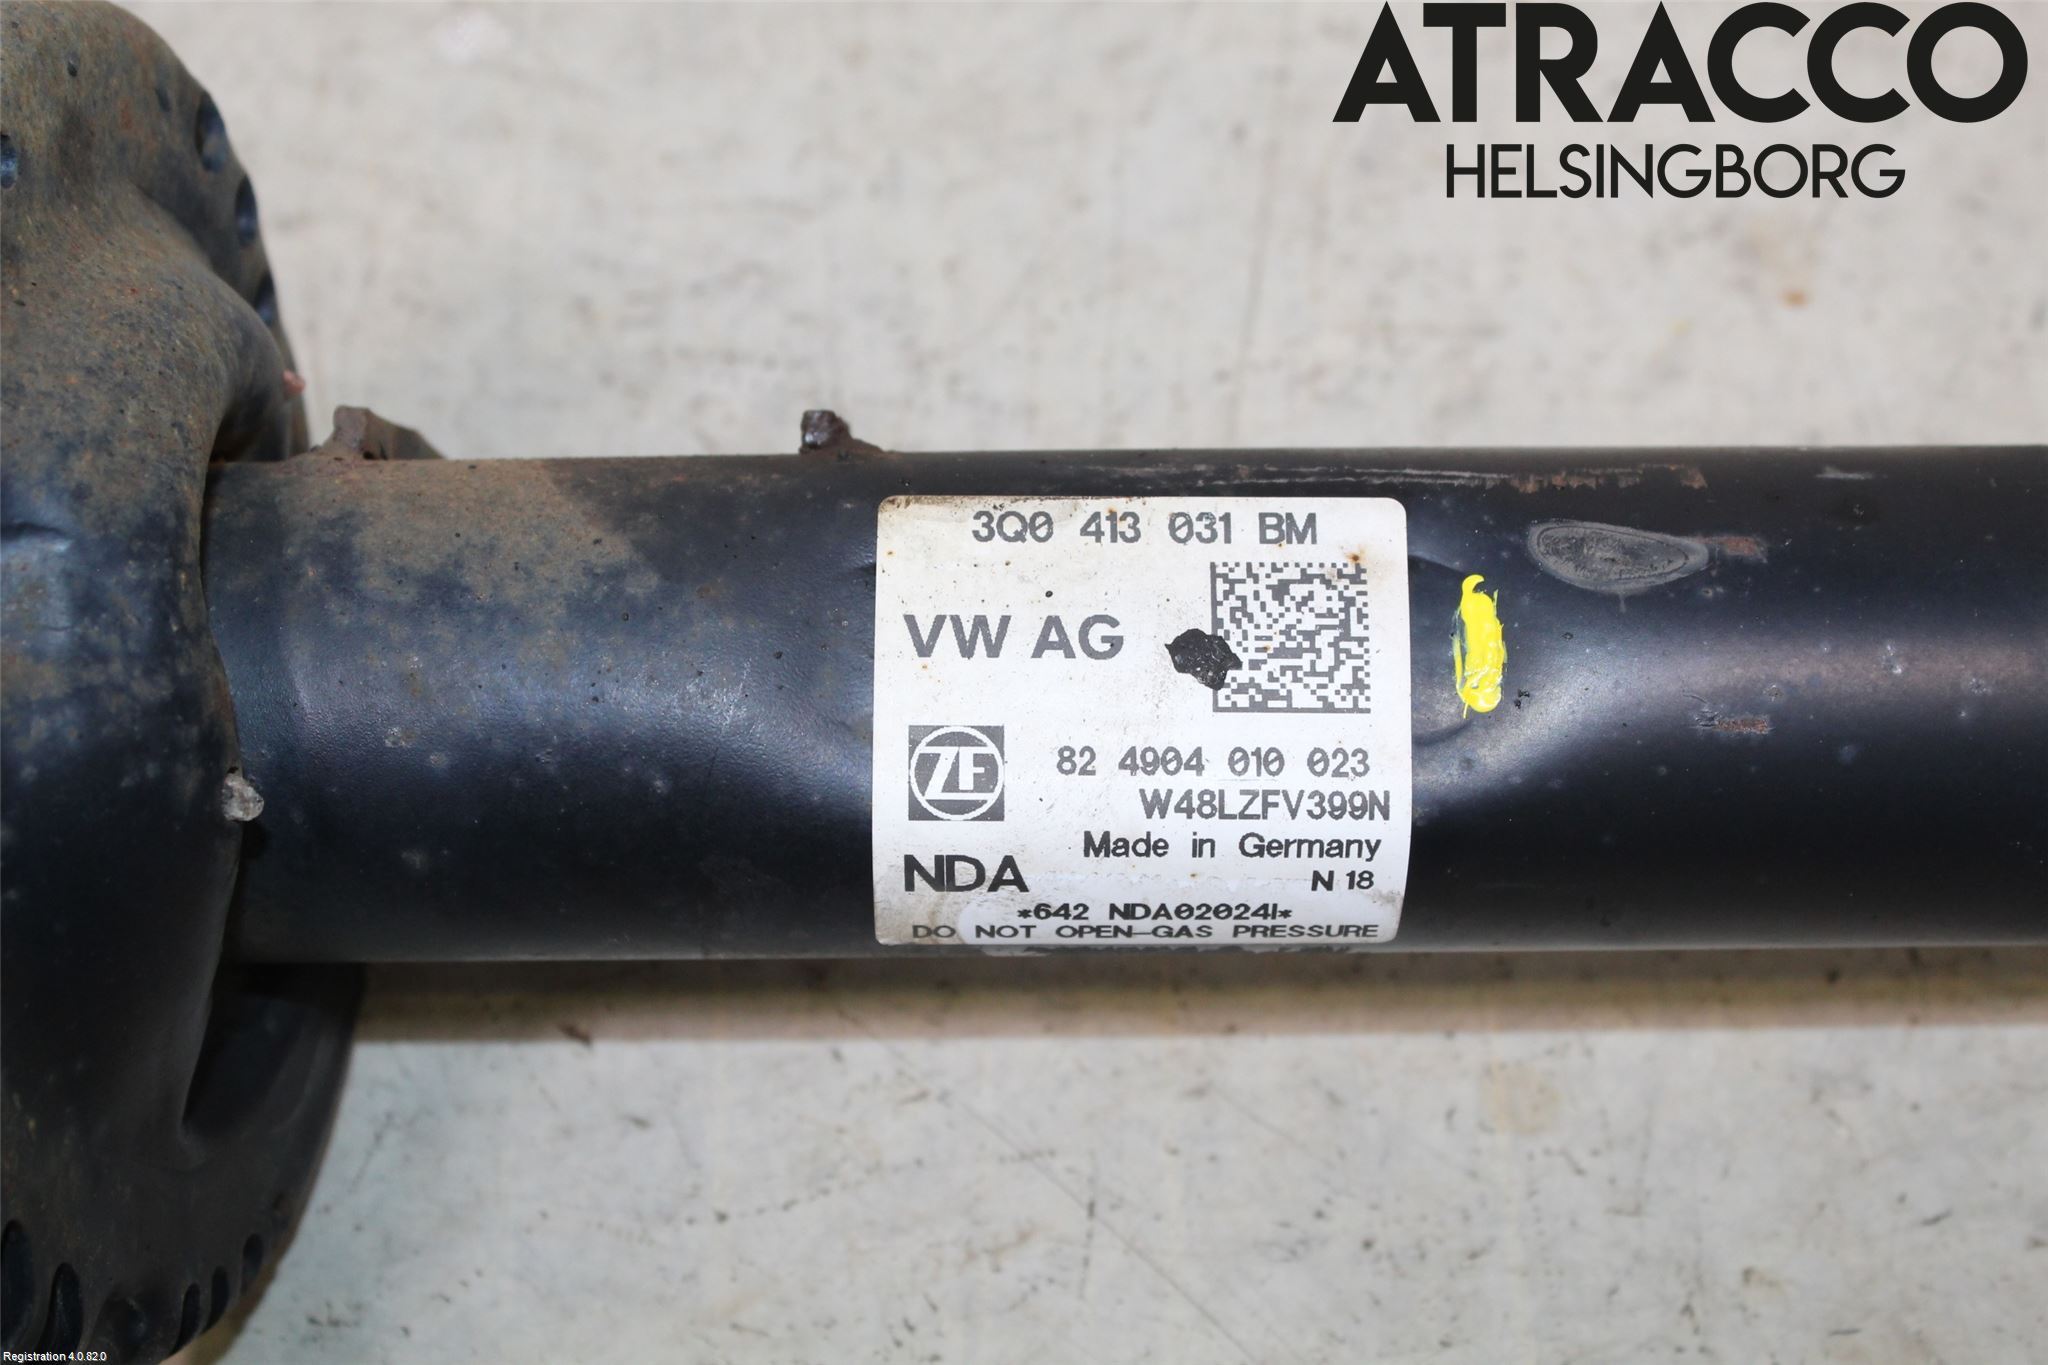 ATRACCO
HELSINGBORG
3Q0 413 031 BM
VW AG
ZF
82 4904 010 023
W48LZFV399N
Made in Germany
NDA
N 18
*642 NDA02024I*
DO NOT OPEN-GAS PRESSURE
Registration 4.0.82.0